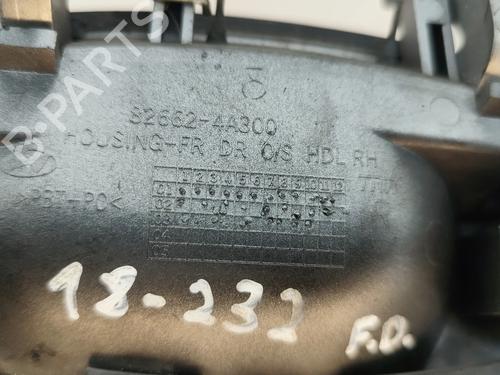 82662-4A300
HOUSING-FR DR O/S HDL RH
1 2 3 4 5 6 7 8 9 10 11 12
01
02
03
04
05
>PBT-PC<
18-232 F.D.